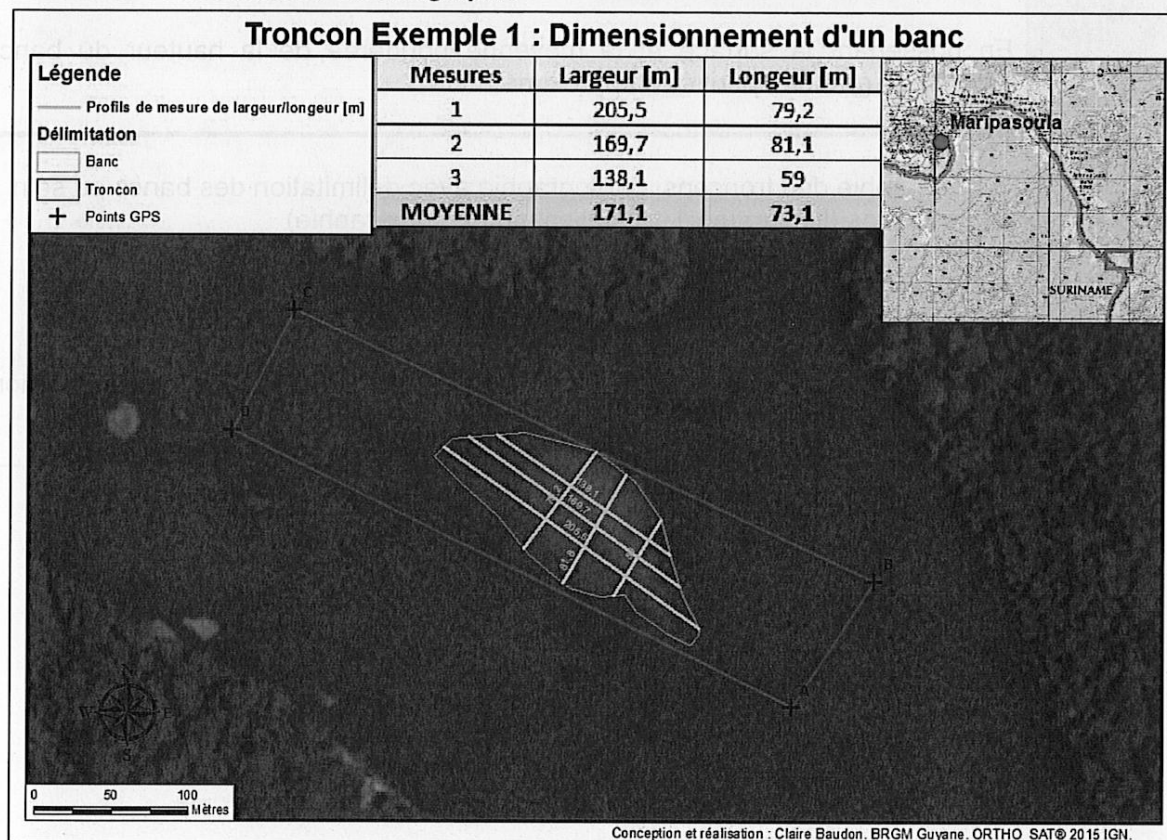 Troncon Exemple 1 : Dimensionnement d'un banc
Légende
Profils de mesure de largeur/longeur [m]
Délimitation
Banc
Troncon
Points GPS
Mesures Largeur [m] Longeur [m]
1 205,5 79,2
2 169,7 81,1
3 138,1 59
MOYENNE 171,1 73,1
Maripasoula
SURINAME
C
B
A
138,1
169,7
205,5
N
W E
S
0 50 100
Mètres
Conception et réalisation : Claire Baudon, BRGM Guyane, ORTHO_SAT® 2015 IGN.